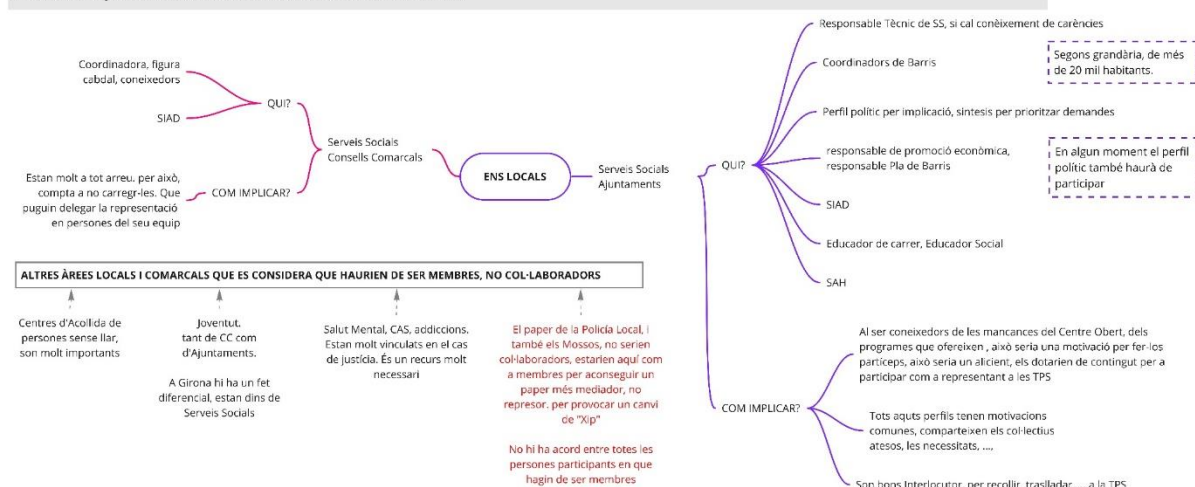 Coordinadora, figura
cabdal, coneixedors
SIAD
QUI?
Estan molt a tot arreu. per això,
compta a no carregr-les. Que
puguin delegar la representació
en persones del seu equip
COM IMPLICAR?
Serveis Socials
Consells Comarcals
ENS LOCALS
Serveis Socials
Ajuntaments
QUI?
Responsable Tècnic de SS, si cal conèixement de carències
Coordinadors de Barris
Perfil polític per implicació, síntesis per prioritzar demandes
responsable de promoció econòmica,
responsable Pla de Barris
SIAD
Educador de carrer, Educador Social
SAH
Segons grandària, de més
de 20 mil habitants.
En algun moment el perfil
polític també haurà de
participar
COM IMPLICAR?
Al ser coneixedors de les mancances del Centre Obert, dels
programes que ofereixen , això seria una motivació per fer-los
partíceps, això seria un alicient, els dotarien de contingut per a
participar com a representant a les TPS
Tots aquts perfils tenen motivacions
comunes, comparteixen els col·lectius
atesos, les necessitats, ....,
Son bons Interlocutor, per recollir, traslladar, ... a la TPS
ALTRES ÀREES LOCALS I COMARCALS QUE ES CONSIDERA QUE HAURIEN DE SER MEMBRES, NO COL·LABORADORS
Centres d'Acollida de
persones sense llar,
son molt importants
Joventut.
tant de CC com
d'Ajuntaments.
A Girona hi ha un fet
diferencial, estan dins de
Serveis Socials
Salut Mental, CAS, addiccions.
Estan molt vinculats en el cas
de justícia. És un recurs molt
necessari
El paper de la Policía Local, i
també els Mossos, no serien
col·laboradors, estarien aquí com
a membres per aconseguir un
paper més mediador, no
represor. per provocar un canvi
de "Xip"
No hi ha acord entre totes les
persones participants en que
hagin de ser membres